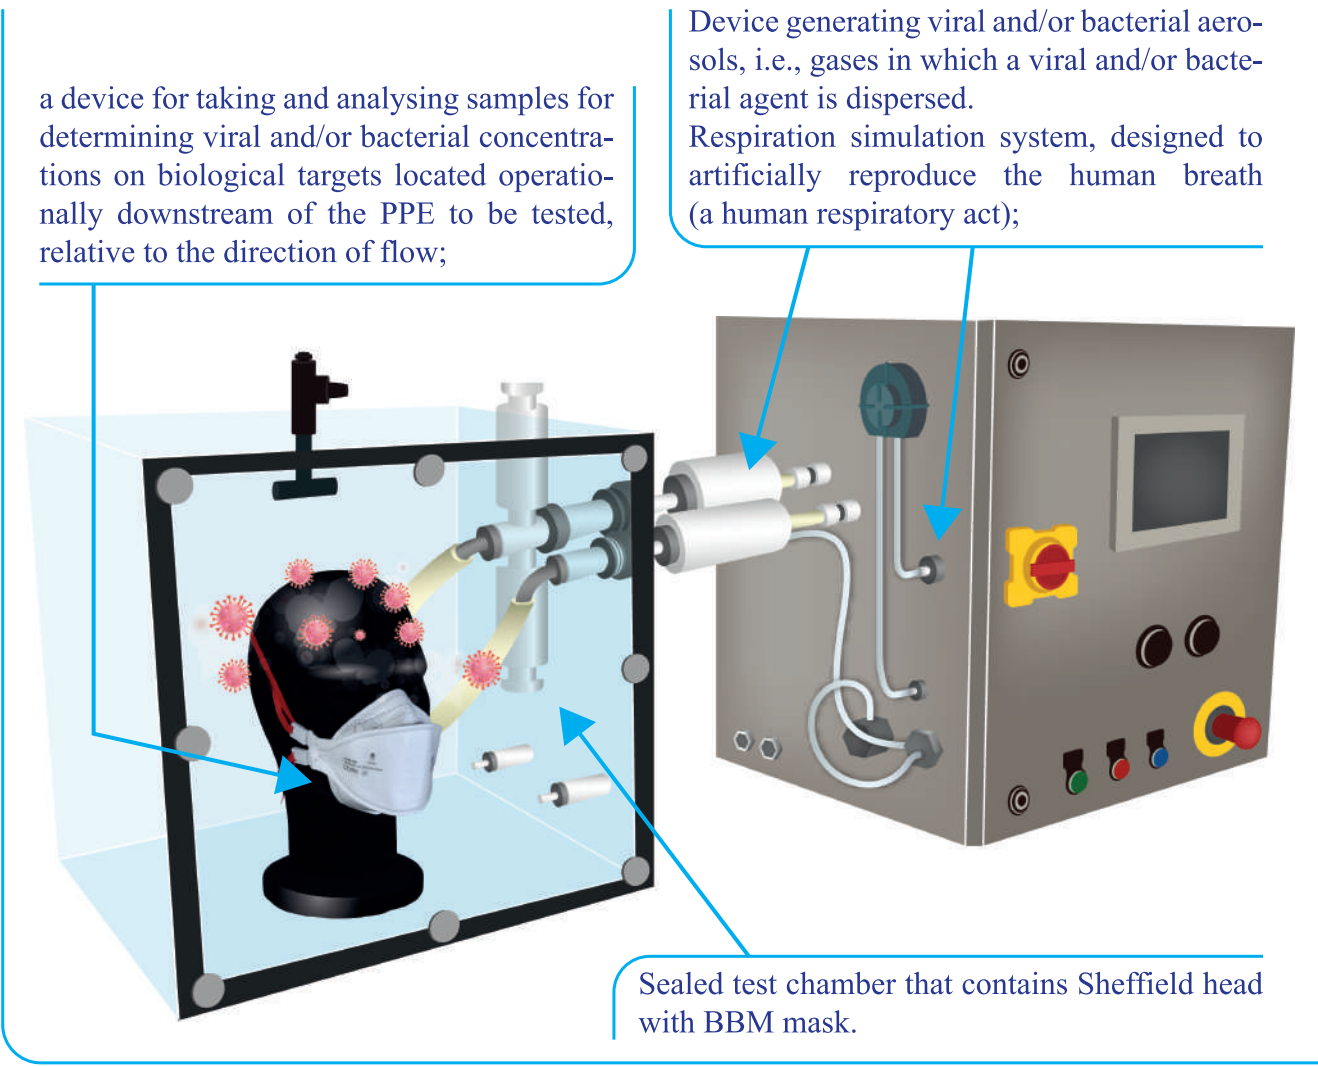 a device for taking and analysing samples for
determining viral and/or bacterial concentra-
tions on biological targets located operatio-
nally downstream of the PPE to be tested,
relative to the direction of flow;
Device generating viral and/or bacterial aero-
sols, i.e., gases in which a viral and/or bacte-
rial agent is dispersed.
Respiration simulation system, designed to
artificially reproduce the human breath
(a human respiratory act);
Sealed test chamber that contains Sheffield head
with BBM mask.